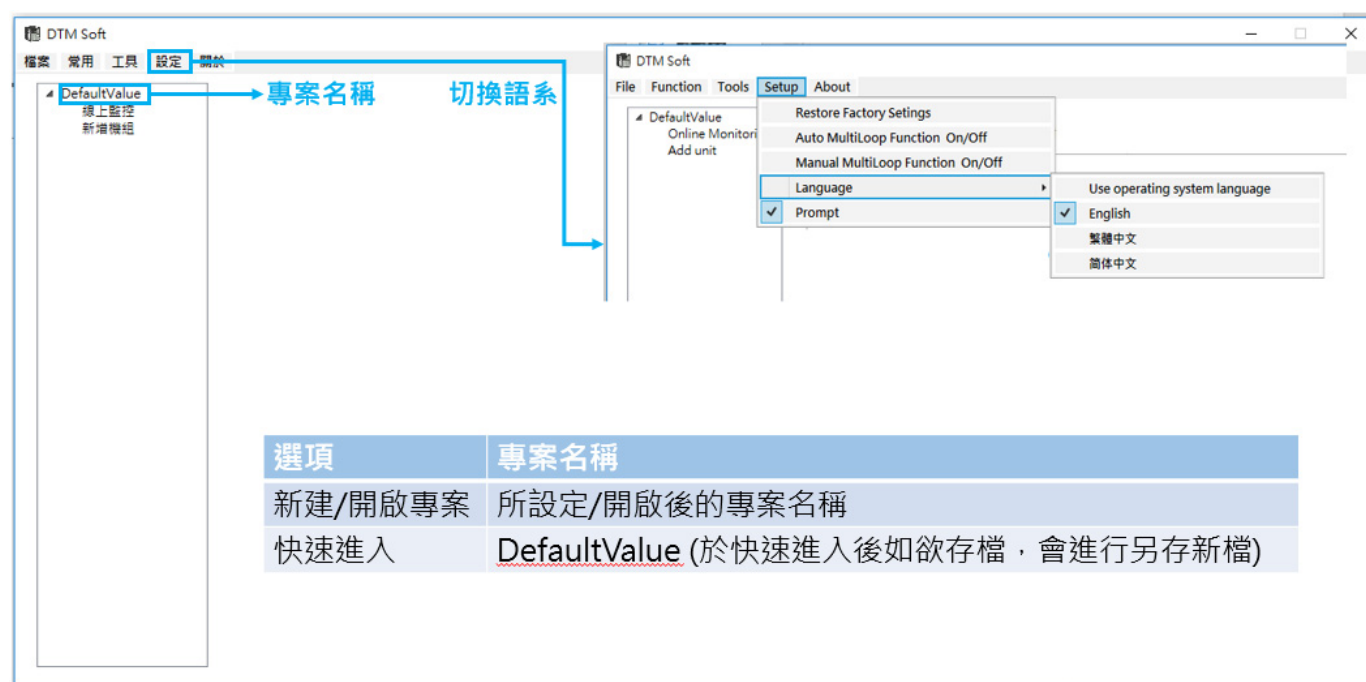 DTM Soft
檔案 常用 工具 設定 關於
DefaultValue
線上監控
新增機組
專案名稱
切換語系
DTM Soft
File Function Tools Setup About
DefaultValue
Online Monitori
Add unit
Restore Factory Setings
Auto MultiLoop Function On/Off
Manual MultiLoop Function On/Off
Language
Prompt
Use operating system language
English
繁體中文
简体中文
選項 專案名稱
新建/開啟專案 所設定/開啟後的專案名稱
快速進入 DefaultValue (於快速進入後如欲存檔，會進行另存新檔)